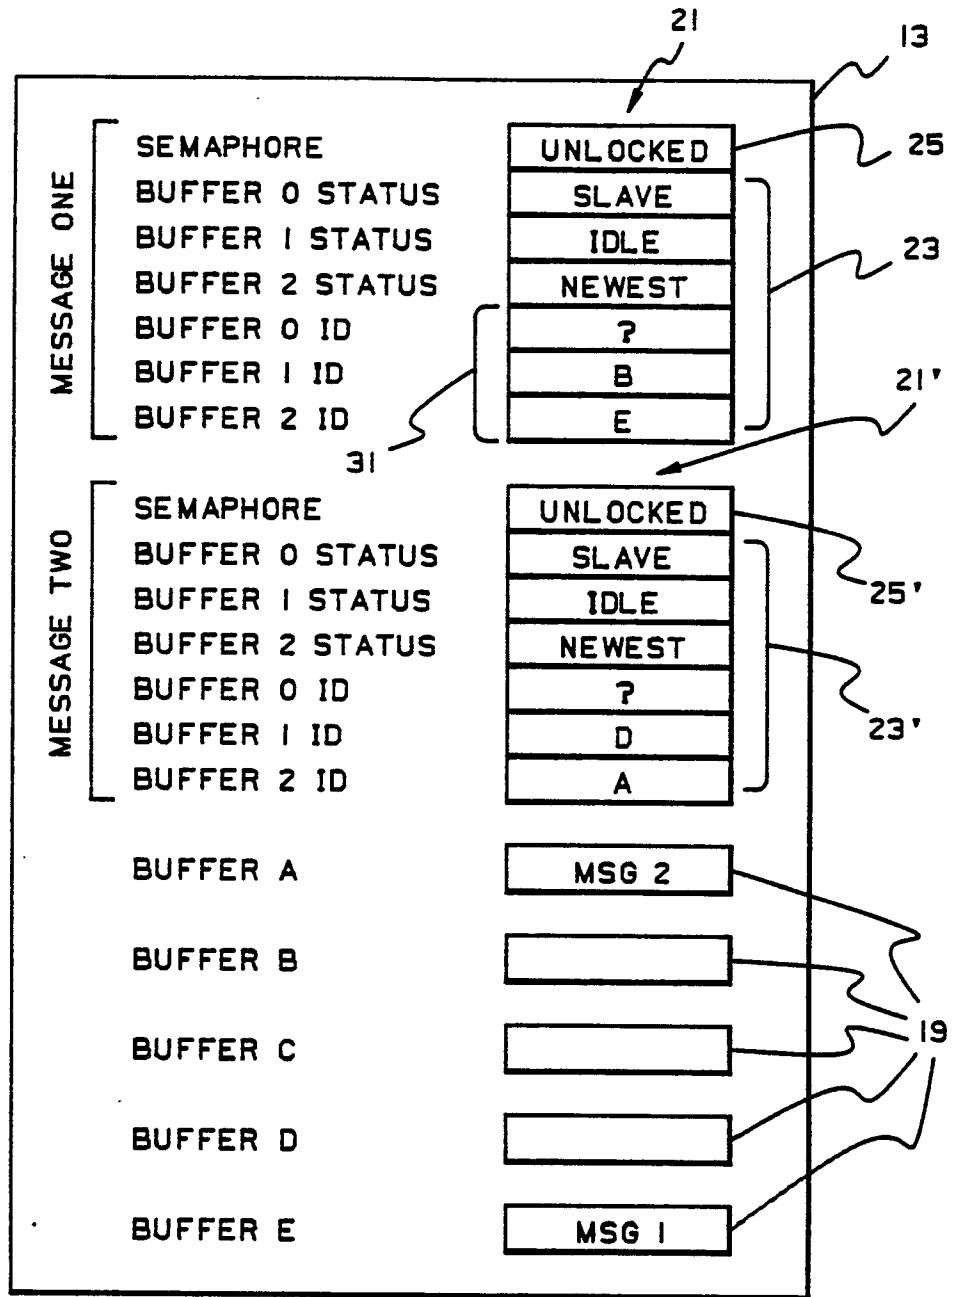 21
13
MESSAGE ONE
SEMAPHORE UNLOCKED 25
BUFFER 0 STATUS SLAVE
BUFFER 1 STATUS IDLE 23
BUFFER 2 STATUS NEWEST
BUFFER 0 ID ?
BUFFER 1 ID B 21'
BUFFER 2 ID E
31
MESSAGE TWO
SEMAPHORE UNLOCKED
BUFFER 0 STATUS SLAVE 25'
BUFFER 1 STATUS IDLE
BUFFER 2 STATUS NEWEST
BUFFER 0 ID ?
BUFFER 1 ID D 23'
BUFFER 2 ID A
BUFFER A MSG 2
BUFFER B
BUFFER C 19
BUFFER D
BUFFER E MSG 1